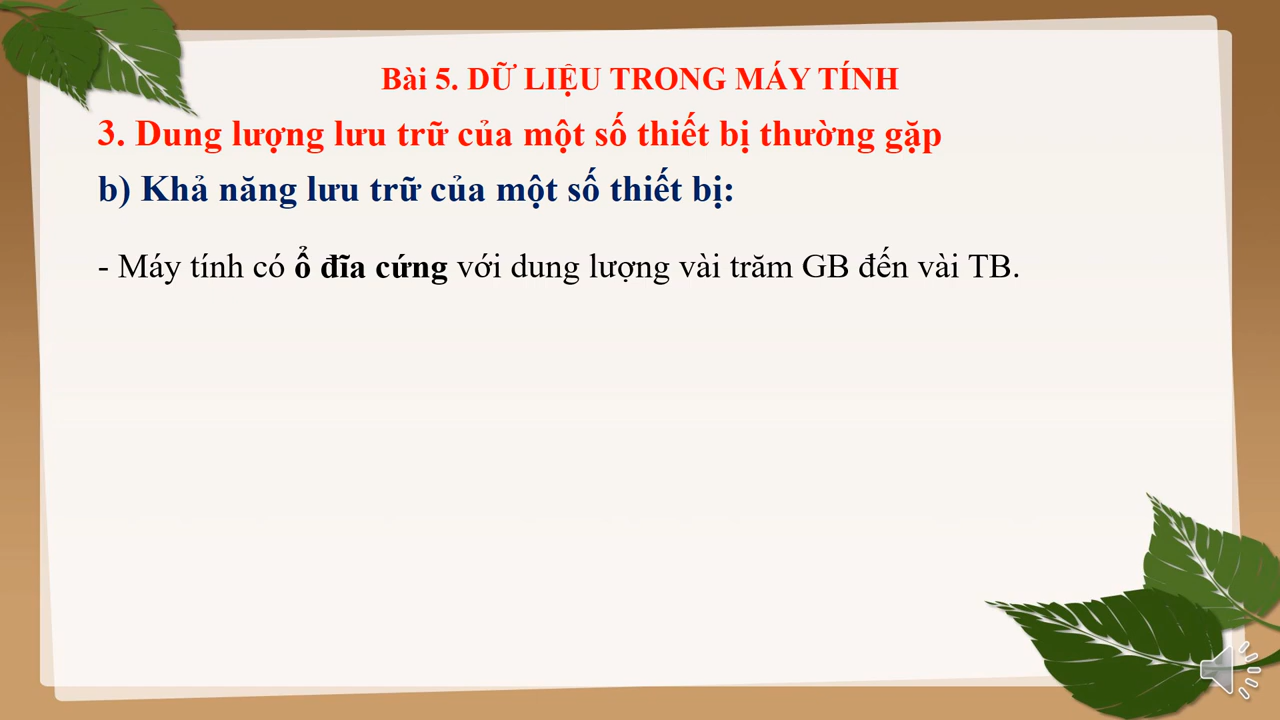 Bài 5. DỮ LIỆU TRONG MÁY TÍNH
3. Dung lượng lưu trữ của một số thiết bị thường gặp
b) Khả năng lưu trữ của một số thiết bị:
- Máy tính có ổ đĩa cứng với dung lượng vài trăm GB đến vài TB.